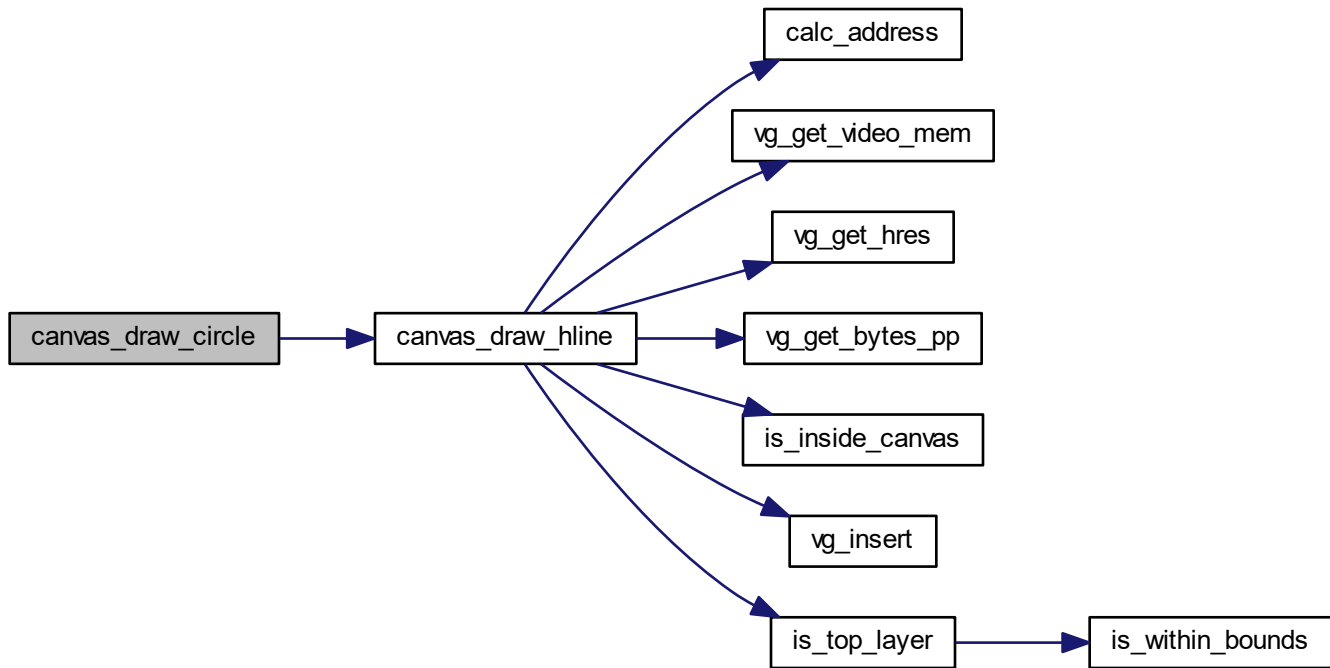 calc_address
vg_get_video_mem
vg_get_hres
canvas_draw_circle
canvas_draw_hline
vg_get_bytes_pp
is_inside_canvas
vg_insert
is_top_layer
is_within_bounds